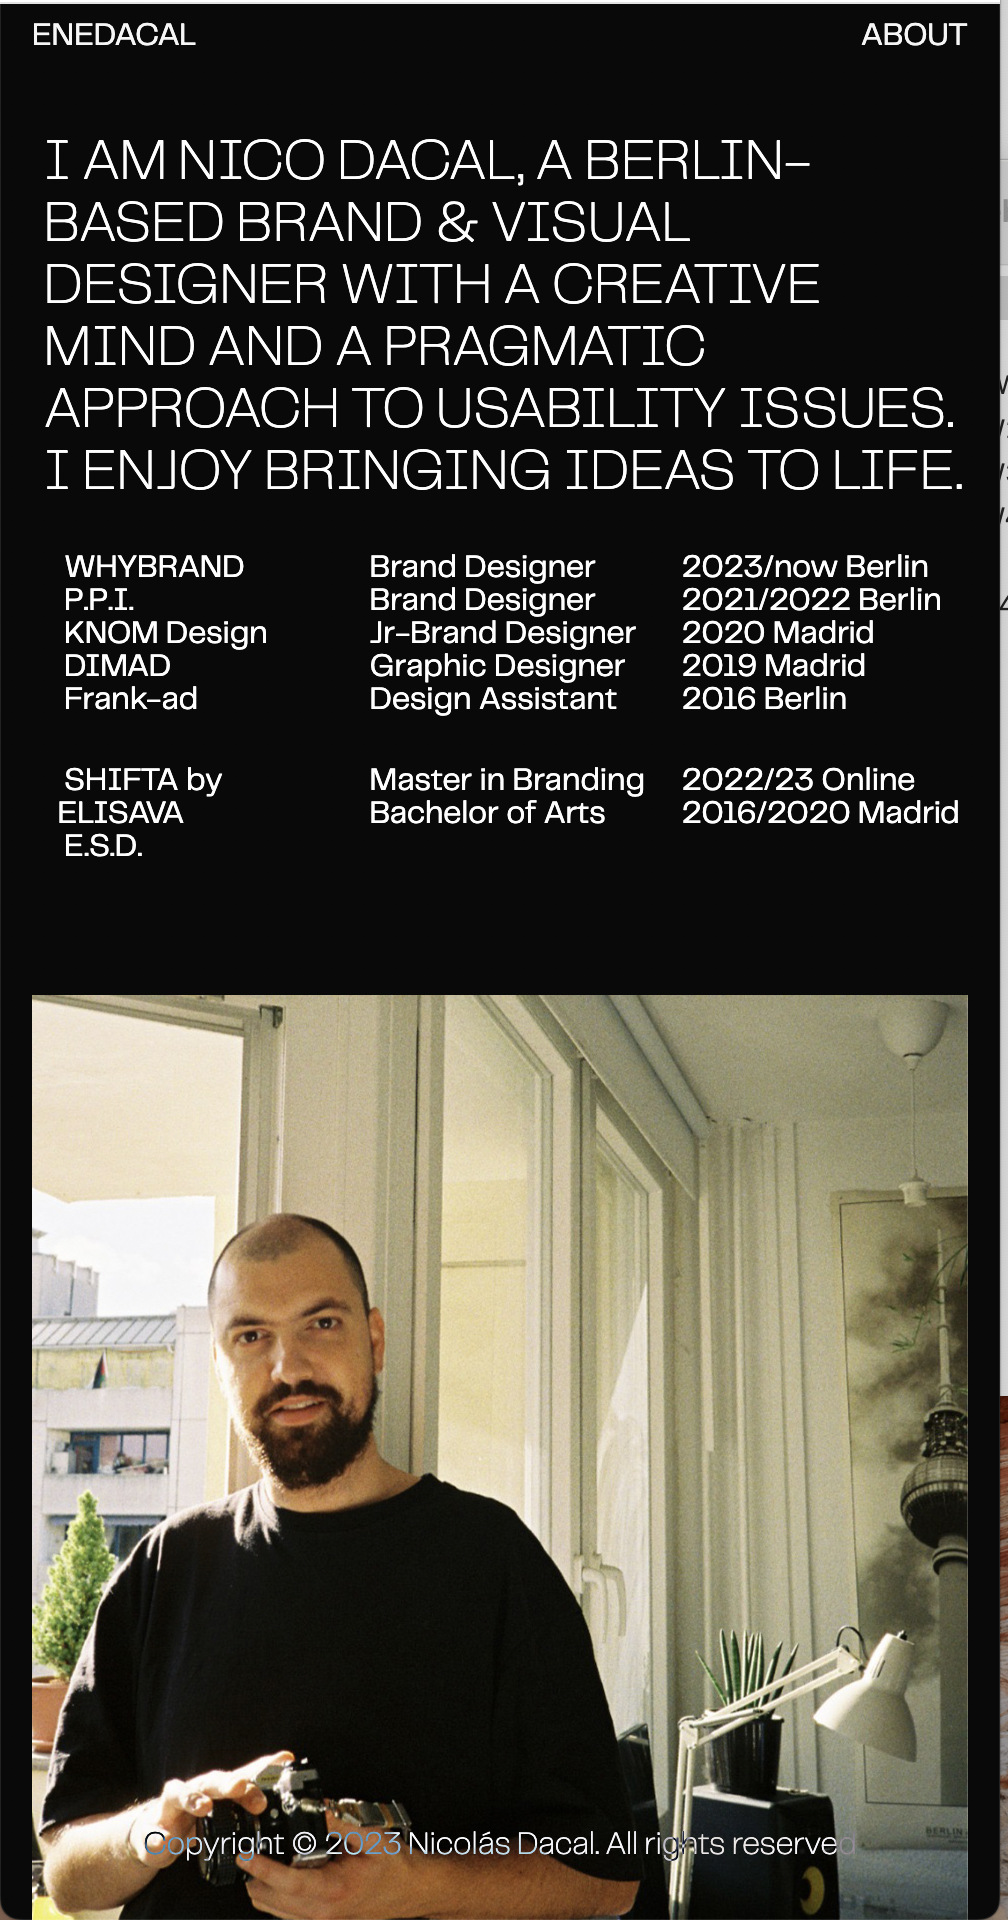 ENEDACAL
ABOUT
I AM NICO DACAL, A BERLIN–
BASED BRAND & VISUAL
DESIGNER WITH A CREATIVE
MIND AND A PRAGMATIC
APPROACH TO USABILITY ISSUES.
I ENJOY BRINGING IDEAS TO LIFE.
WHYBRAND Brand Designer 2023/now Berlin
P.P.I. Brand Designer 2021/2022 Berlin
KNOM Design Jr-Brand Designer 2020 Madrid
DIMAD Graphic Designer 2019 Madrid
Frank-ad Design Assistant 2016 Berlin
SHIFTA by Master in Branding 2022/23 Online
ELISAVA Bachelor of Arts 2016/2020 Madrid
E.S.D.
BERLIN
Copyright © 2023 Nicolás Dacal. All rights reserved